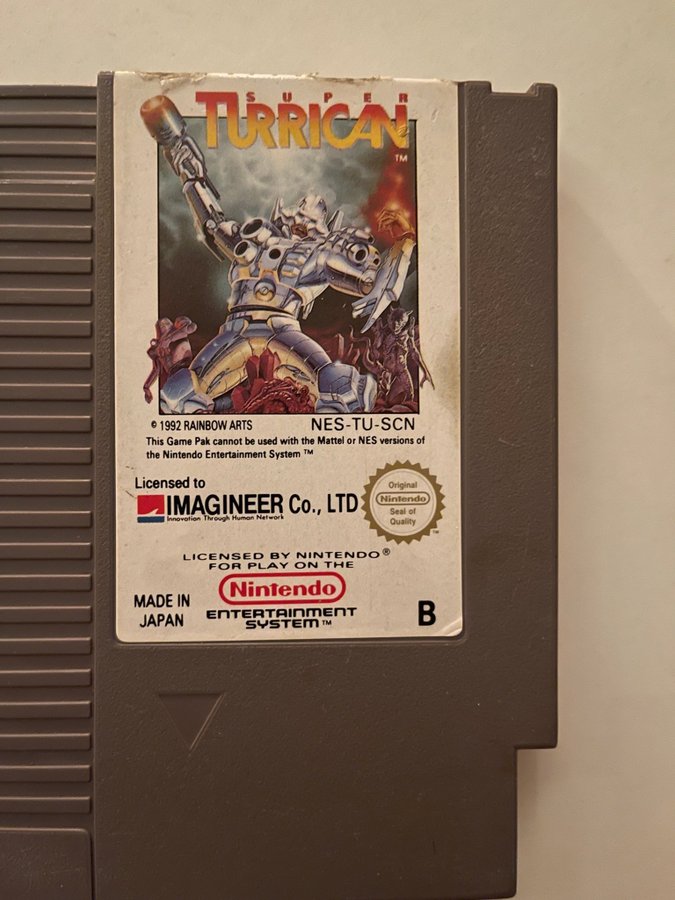 SUPER
TURRICAN
TM
© 1992 RAINBOW ARTS NES-TU-SCN
This Game Pak cannot be used with the Mattel or NES versions of
the Nintendo Entertainment System ™
Licensed to
IMAGINEER Co., LTD
Innovation Through Human Network
Original
Nintendo
Seal of
Quality
TM
LICENSED BY NINTENDO®
FOR PLAY ON THE
Nintendo
ENTERTAINMENT
SYSTEM™
MADE IN
JAPAN
B